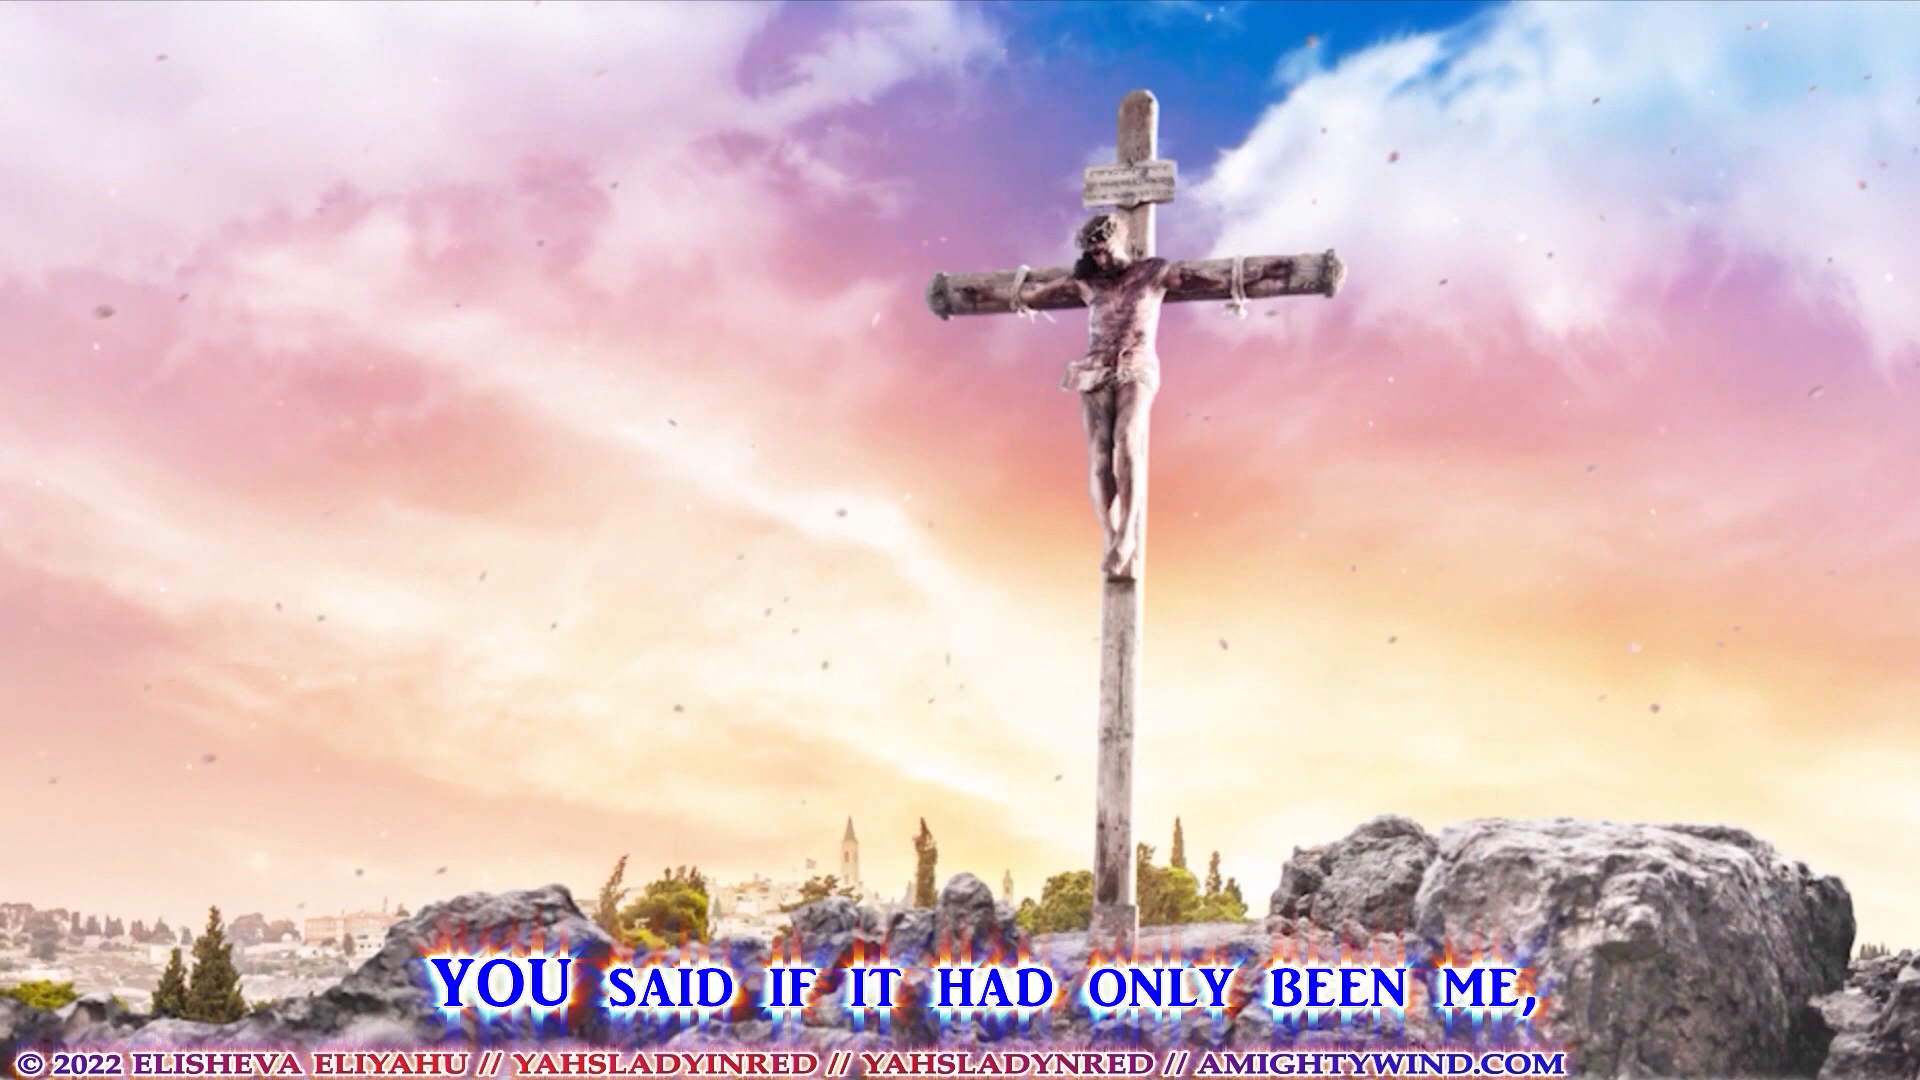 YOU SAID IF IT HAD ONLY BEEN ME,
© 2022 ELISHEVA ELIYAHU // YAHSLADYINRED // YAHSLADYNRED // AMIGHTYWIND.COM